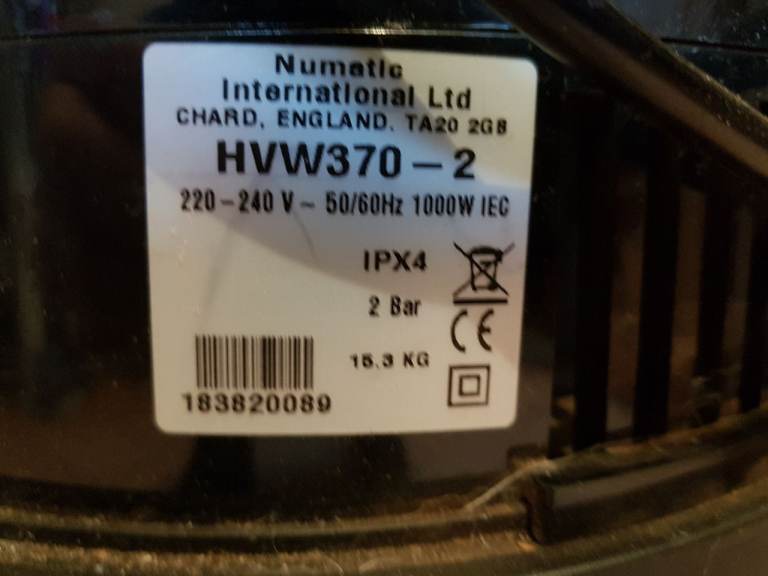 Numatic
International Ltd
CHARD, ENGLAND. TA20 2GB
HVW370-2
220-240 V ~ 50/60Hz 1000W IEC
IPX4
2 Bar
CE
15.3 KG
183820089